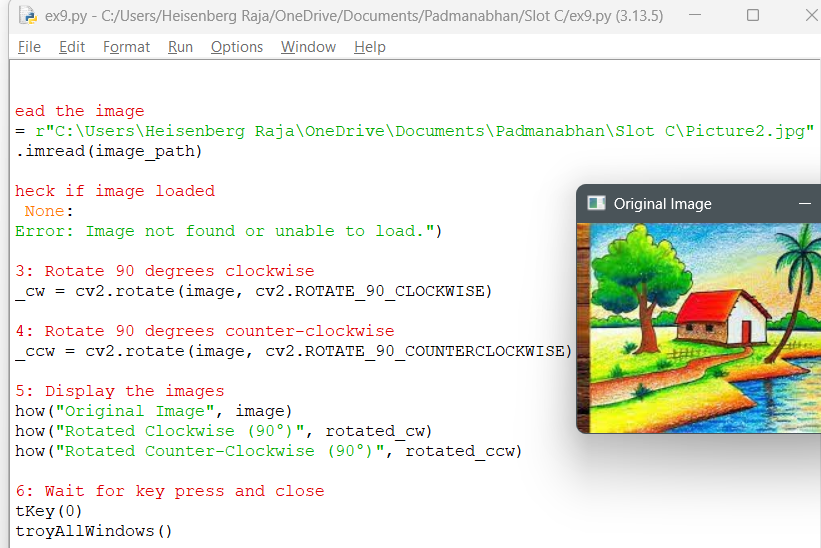 ex9.py - C:/Users/Heisenberg Raja/OneDrive/Documents/Padmanabhan/Slot C/ex9.py (3.13.5)
File Edit Format Run Options Window Help
ead the image
= r"C:\Users\Heisenberg Raja\OneDrive\Documents\Padmanabhan\Slot C\Picture2.jpg"
.imread(image_path)
heck if image loaded
None:
Error: Image not found or unable to load.")
3: Rotate 90 degrees clockwise
_cw = cv2.rotate(image, cv2.ROTATE_90_CLOCKWISE)
4: Rotate 90 degrees counter-clockwise
_ccw = cv2.rotate(image, cv2.ROTATE_90_COUNTERCLOCKWISE)
5: Display the images
how("Original Image", image)
how("Rotated Clockwise (90°)", rotated_cw)
how("Rotated Counter-Clockwise (90°)", rotated_ccw)
6: Wait for key press and close
tKey(0)
troyAllWindows()
Original Image